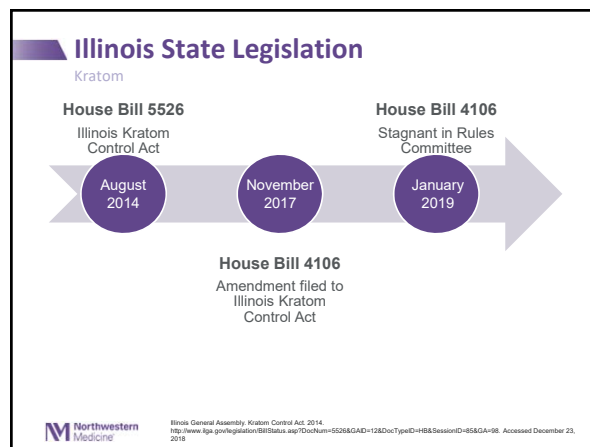 Illinois State Legislation
Kratom
House Bill 5526
Illinois Kratom
Control Act
August
2014
House Bill 4106
Amendment filed to
Illinois Kratom
Control Act
November
2017
House Bill 4106
Stagnant in Rules
Committee
January
2019
Northwestern
Medicine®
Illinois General Assembly. Kratom Control Act. 2014.
http://www.ilga.gov/legislation/BillStatus.asp?DocNum=5526&GAID=12&DocTypeID=HB&SessionID=85&GA=98. Accessed December 23,
2018